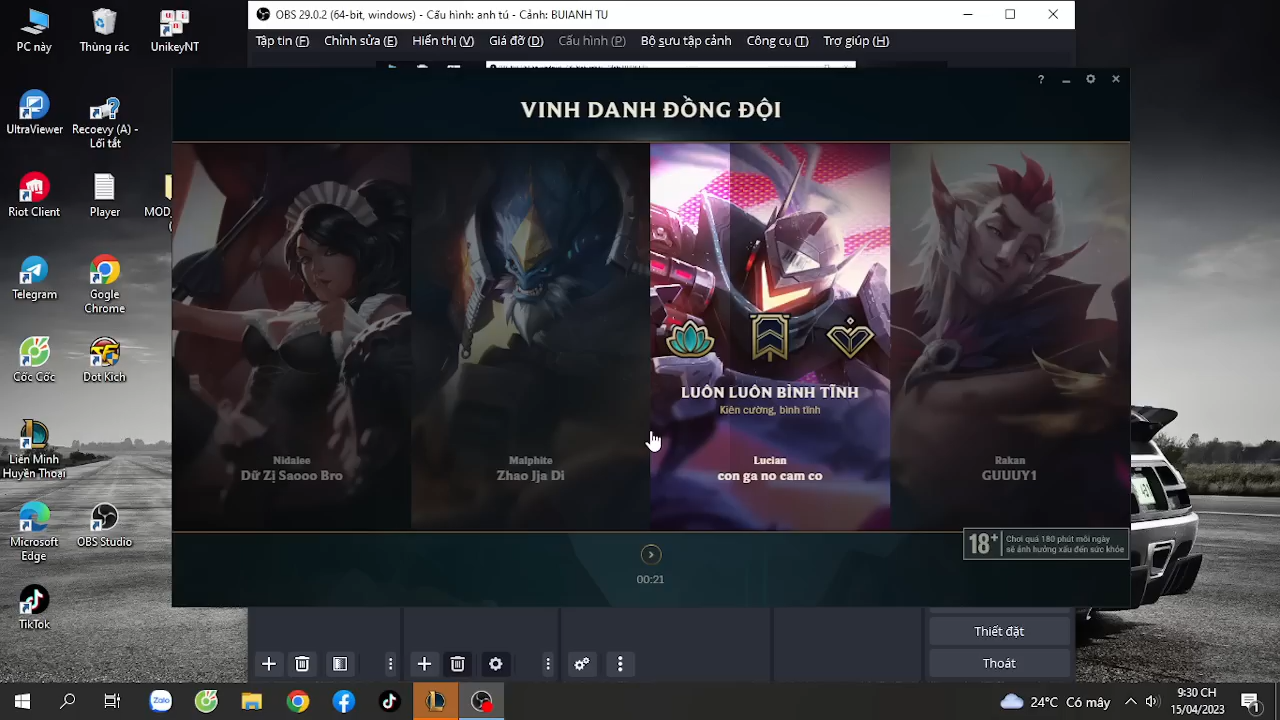 OBS 29.0.2 (64-bit, windows) - Cấu hình: anh tú - Cảnh: BUIANH TU
Tập tin (F) Chỉnh sửa (E) Hiển thị (V) Giá đỡ (D) Cấu hình (P) Bộ sưu tập cảnh Công cụ (T) Trợ giúp (H)
PC này
Thùng rác
UnikeyNT
UltraViewer
Recoevy (A) -
Lối tắt
Riot Client
Player
MOD
Telegram
Gogle
Chrome
Cốc Cốc
Dot Kich
Liên Minh
Huyền Thoại
Microsoft
Edge
OBS Studio
TikTok
VINH DANH ĐỒNG ĐỘI
LUÔN LUÔN BÌNH TĨNH
Kiên cường, bình tĩnh
Nidalee
Dữ Zị Saooo Bro
Malphite
Zhao Jja Di
Lucian
con ga no cam co
Rakan
GUUUY1
00:21
18+
Chơi quá 180 phút mỗi ngày
sẽ ảnh hưởng xấu đến sức khỏe
Thiết đặt
Thoát
Zalo
24°C Có mây
9:30 CH
15/04/2023
1